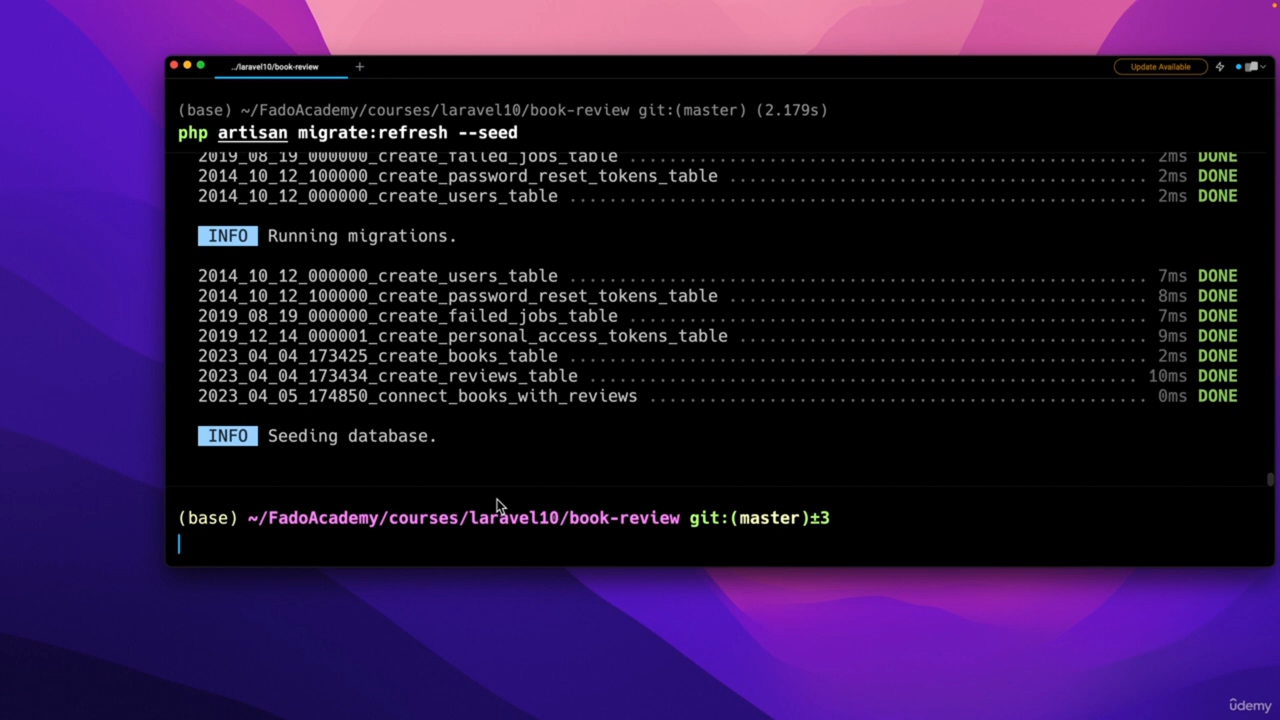 ../laravel10/book-review
Update Available
(base) ~/FadoAcademy/courses/laravel10/book-review git:(master) (2.179s)
php artisan migrate:refresh --seed
2019_08_19_000000_create_failed_jobs_table ........................................ 2ms DONE
2014_10_12_100000_create_password_reset_tokens_table ........................................ 2ms DONE
2014_10_12_000000_create_users_table ........................................ 2ms DONE
INFO Running migrations.
2014_10_12_000000_create_users_table ........................................ 7ms DONE
2014_10_12_100000_create_password_reset_tokens_table ........................................ 8ms DONE
2019_08_19_000000_create_failed_jobs_table ........................................ 7ms DONE
2019_12_14_000001_create_personal_access_tokens_table ........................................ 9ms DONE
2023_04_04_173425_create_books_table ........................................ 2ms DONE
2023_04_04_173434_create_reviews_table ........................................ 10ms DONE
2023_04_05_174850_connect_books_with_reviews ........................................ 0ms DONE
INFO Seeding database.
(base) ~/FadoAcademy/courses/laravel10/book-review git:(master)±3
ûdemy